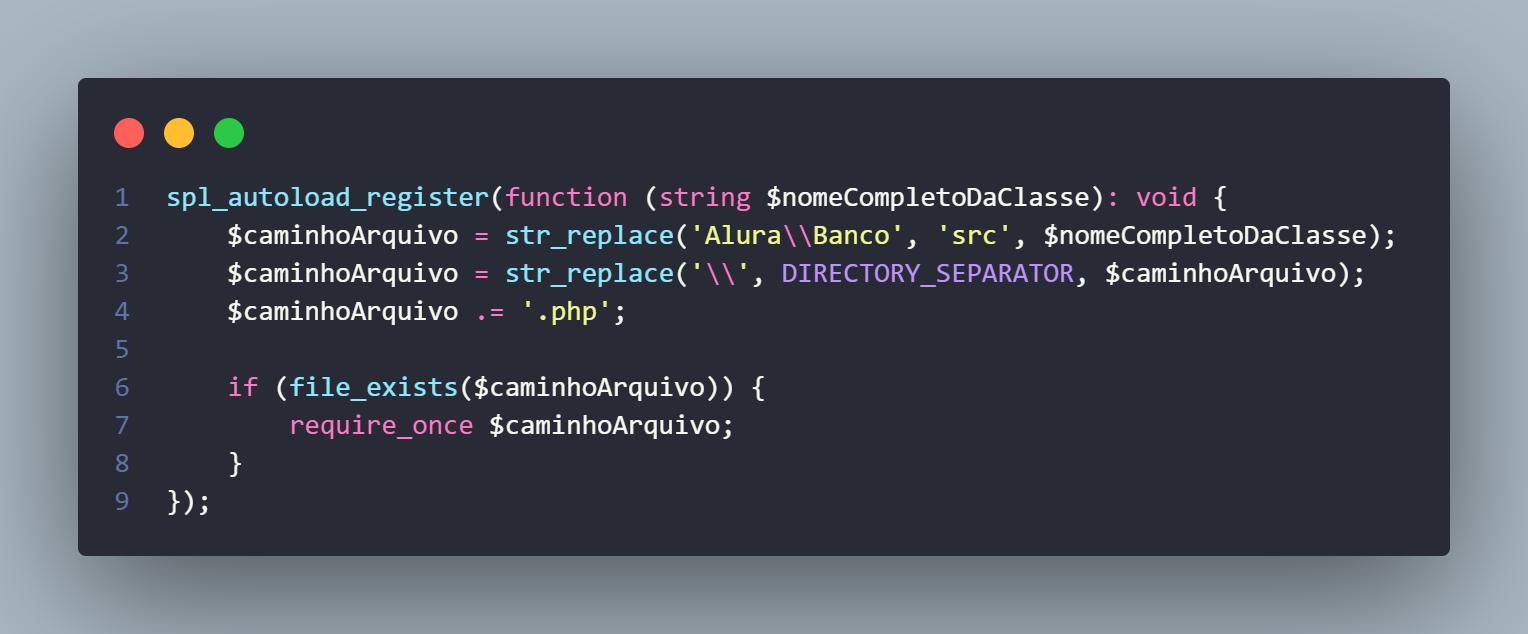 1 spl_autoload_register(function (string $nomeCompletoDaClasse): void {
2     $caminhoArquivo = str_replace('Alura\\Banco', 'src', $nomeCompletoDaClasse);
3     $caminhoArquivo = str_replace('\\', DIRECTORY_SEPARATOR, $caminhoArquivo);
4     $caminhoArquivo .= '.php';
5
6     if (file_exists($caminhoArquivo)) {
7         require_once $caminhoArquivo;
8     }
9 });